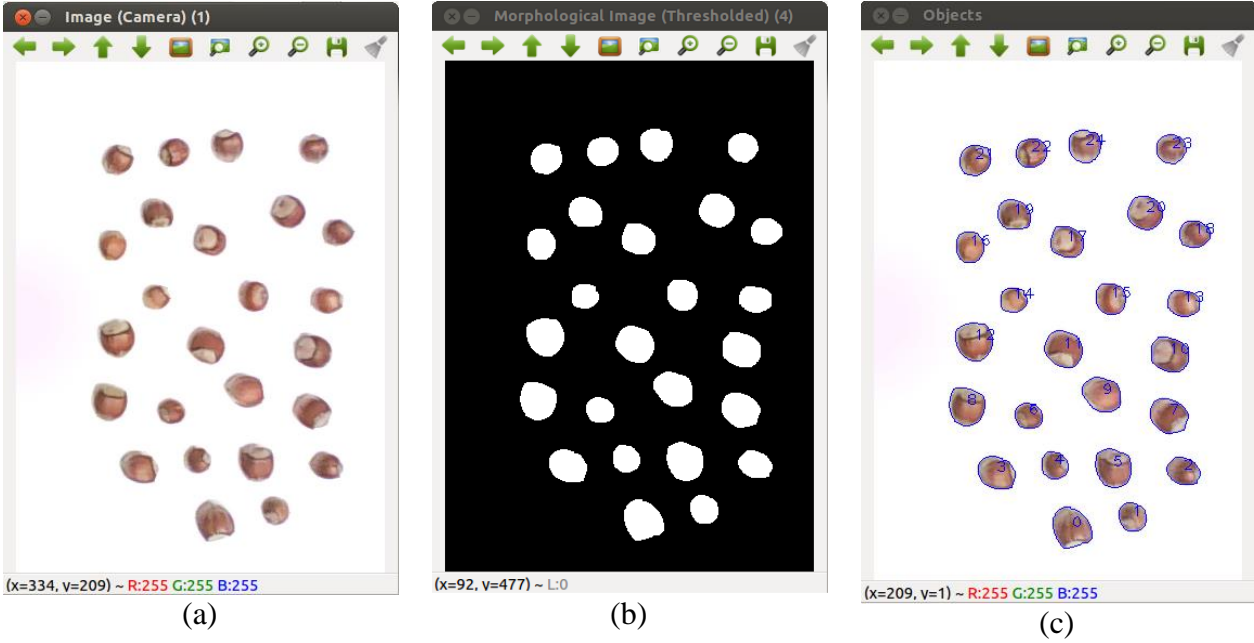 Image (Camera) (1)
Morphological Image (Thresholded) (4)
Objects
21
22
24
23
19
20
16
17
18
14
15
13
12
11
10
8
6
9
7
3
4
5
2
0
1
(x=334, y=209) ~ R:255 G:255 B:255
(x=92, y=477) ~ L:0
(x=209, y=1) ~ R:255 G:255 B:255
(a)
(b)
(c)